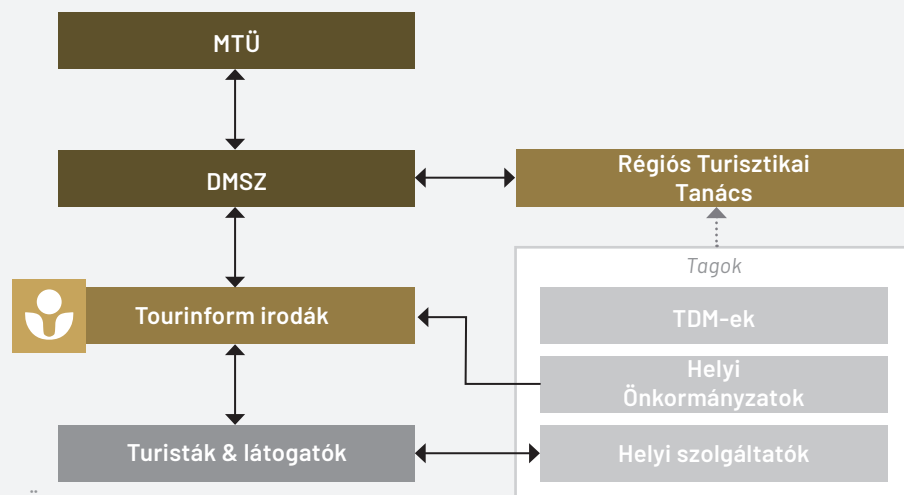 MTÜ
DMSZ
Régiós Turisztikai
Tanács
Tagok
Tourinform irodák
TDM-ek
Helyi
Önkormányzatok
Turisták & látogatók
Helyi szolgáltatók